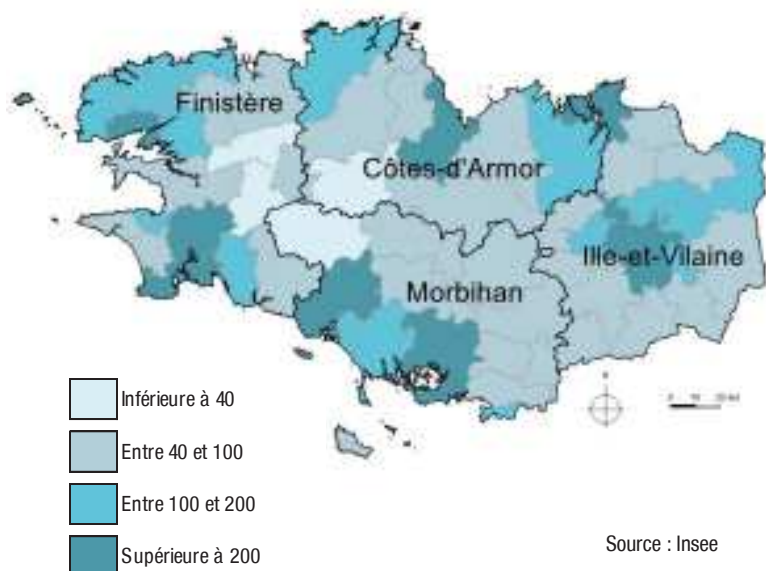 Finistère
Côtes-d'Armor
Ille-et-Vilaine
Morbihan
Inférieure à 40
Entre 40 et 100
Entre 100 et 200
Supérieure à 200
Source : Insee